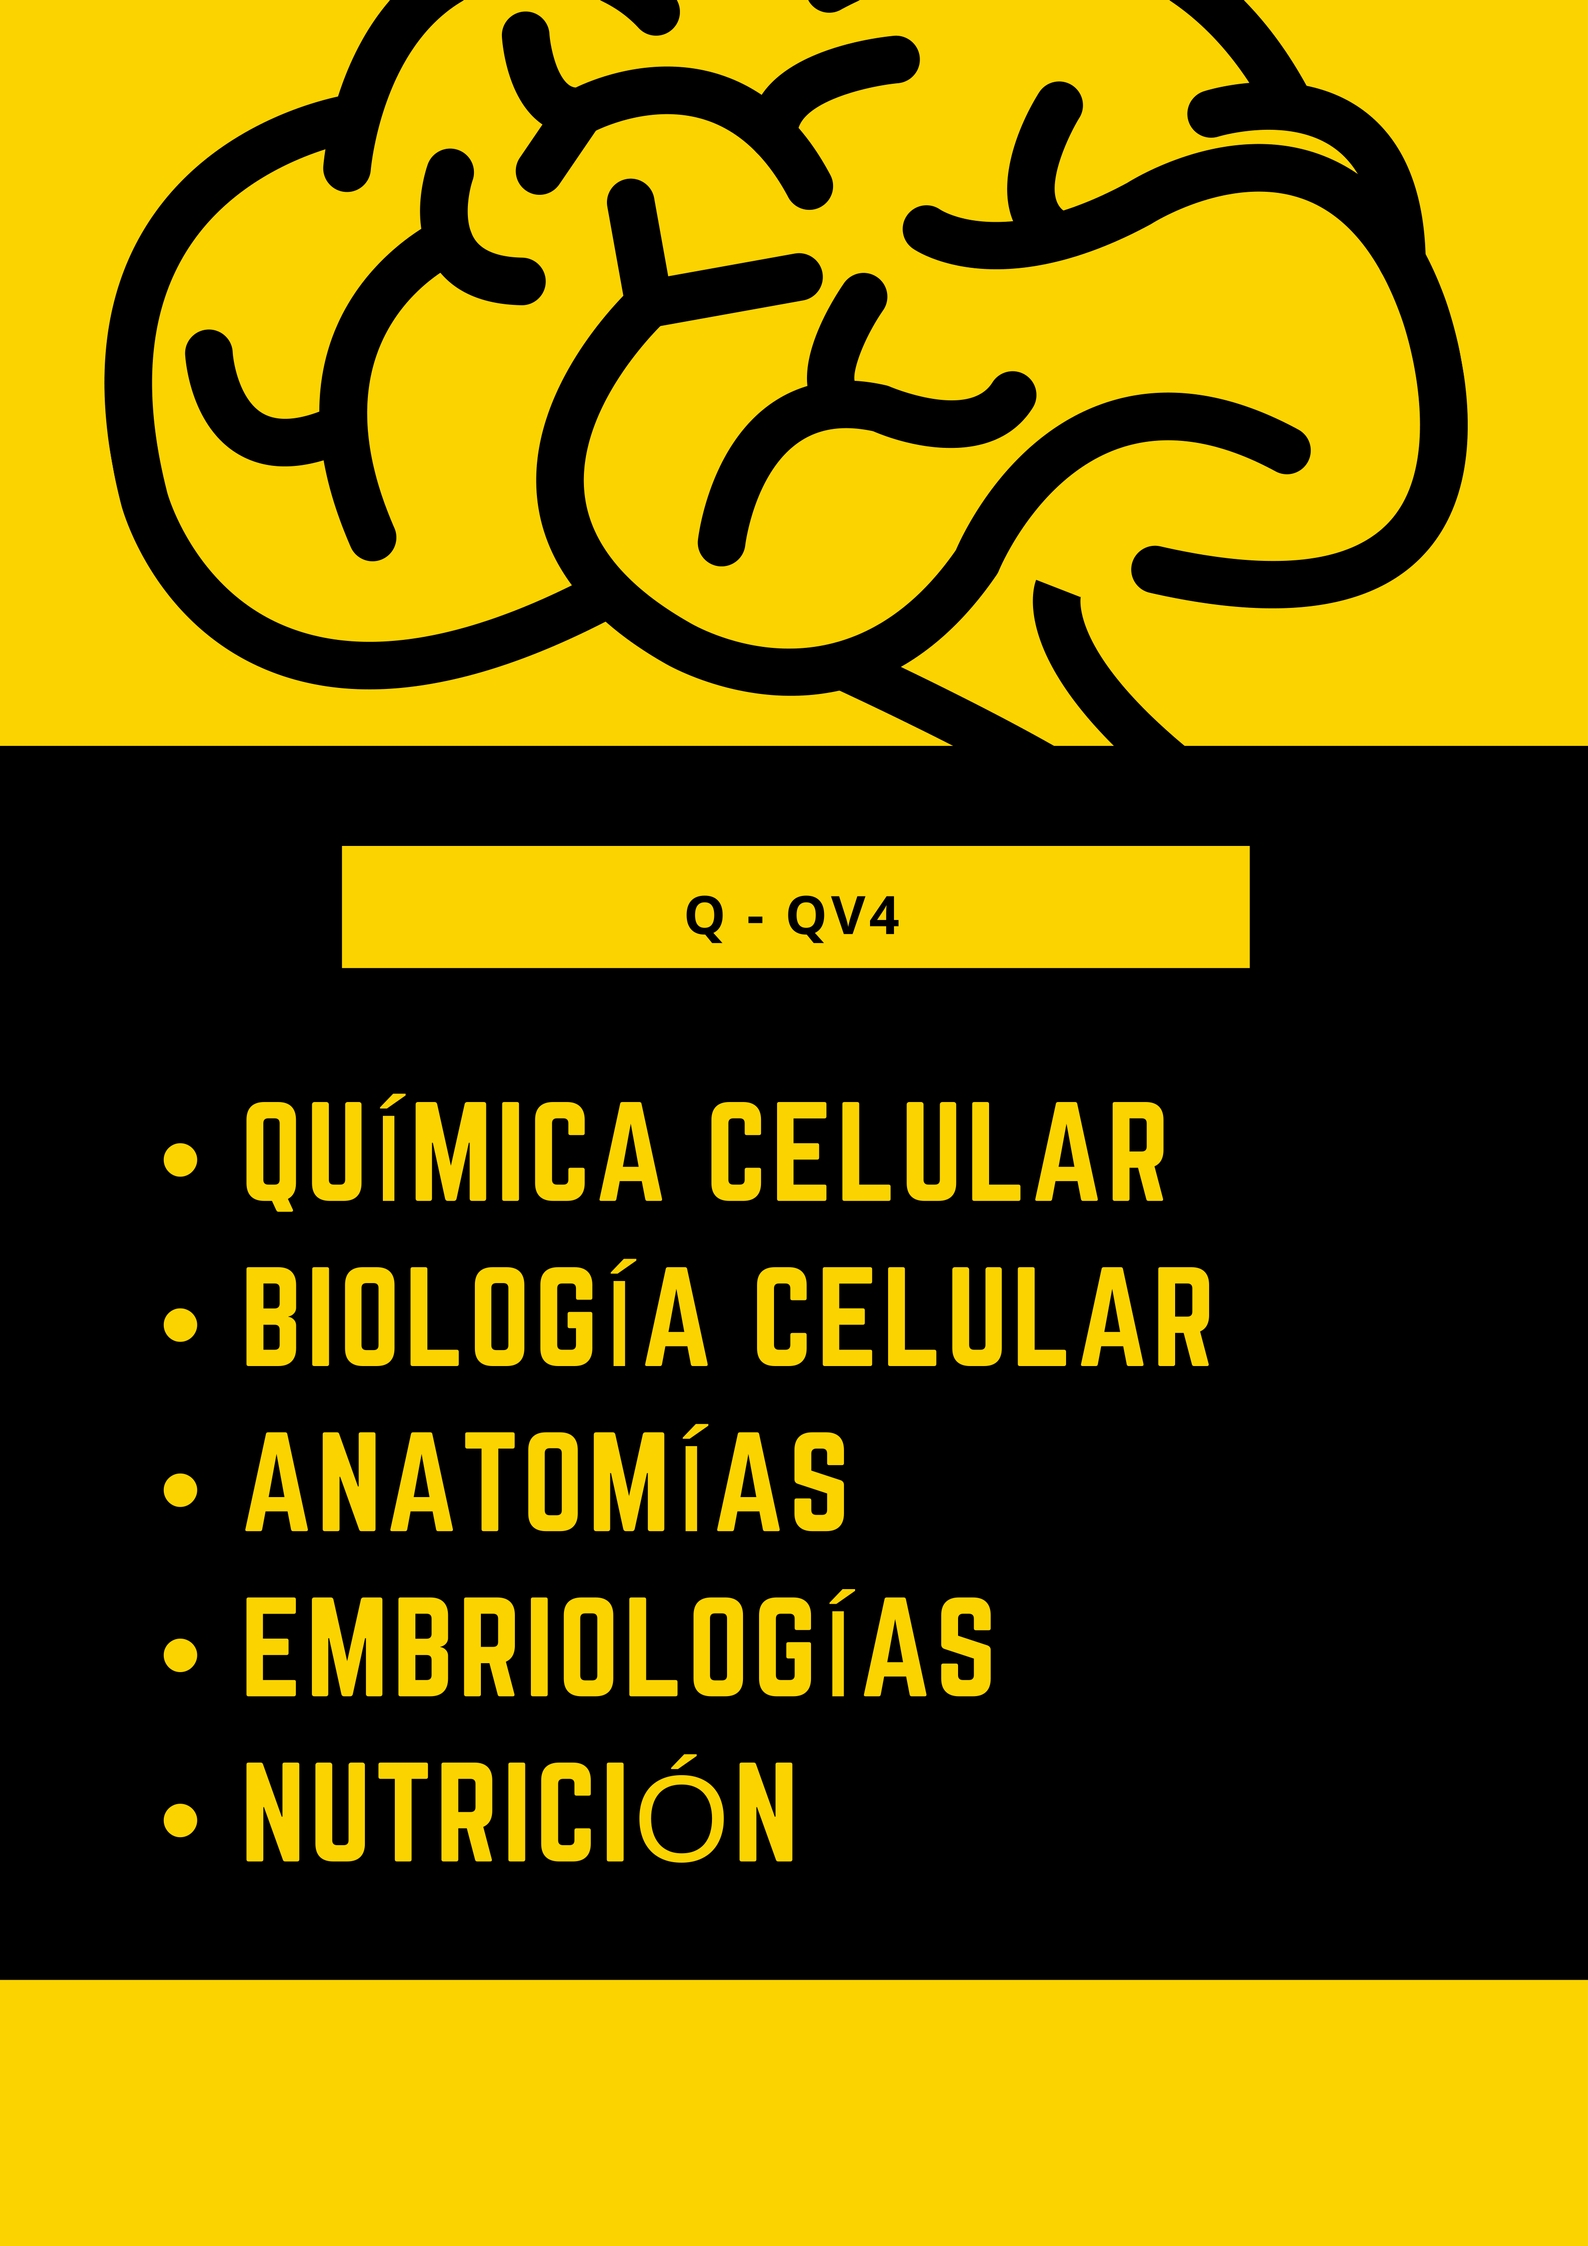 Q - QV4
• QUÍMICA CELULAR
• BIOLOGÍA CELULAR
• ANATOMÍAS
• EMBRIOLOGÍAS
• NUTRICIÓN